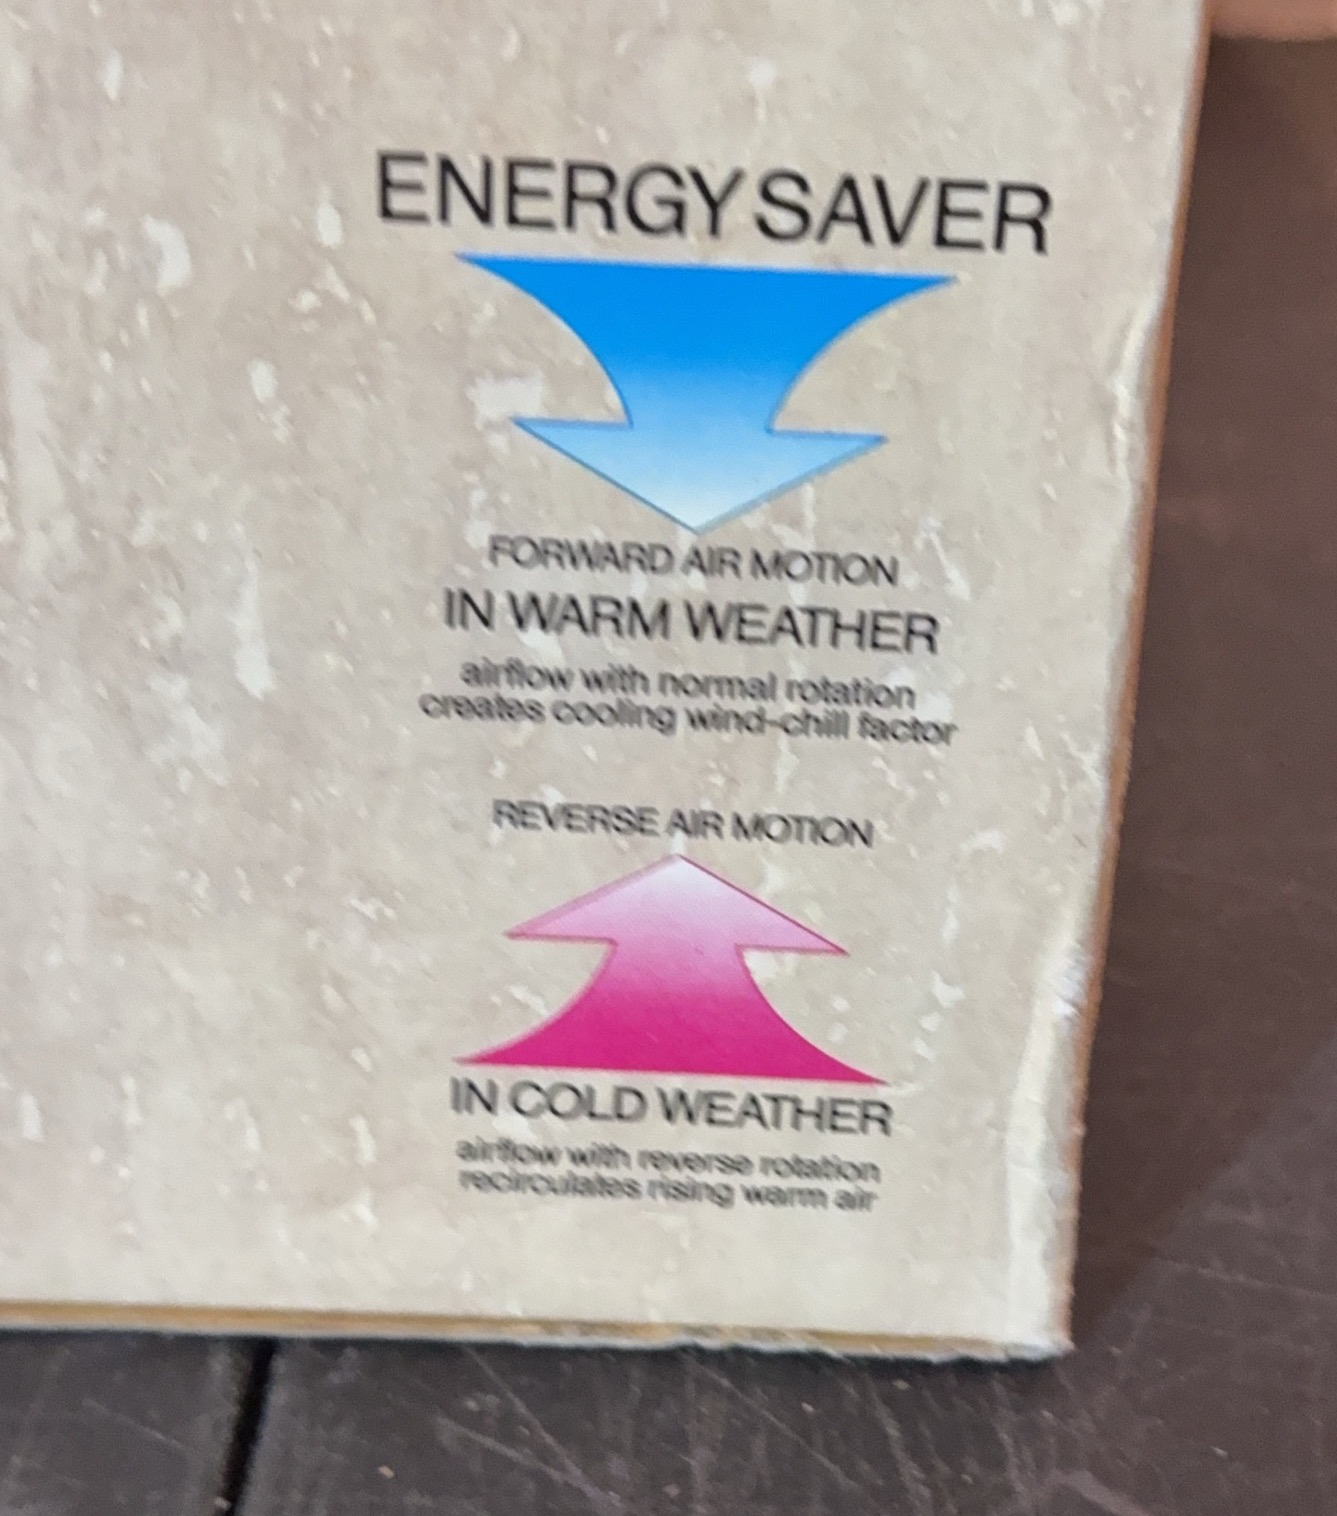 ENERGY SAVER
FORWARD AIR MOTION
IN WARM WEATHER
airflow with normal rotation
creates cooling wind-chill factor
REVERSE AIR MOTION
IN COLD WEATHER
airflow with reverse rotation
recirculates rising warm air